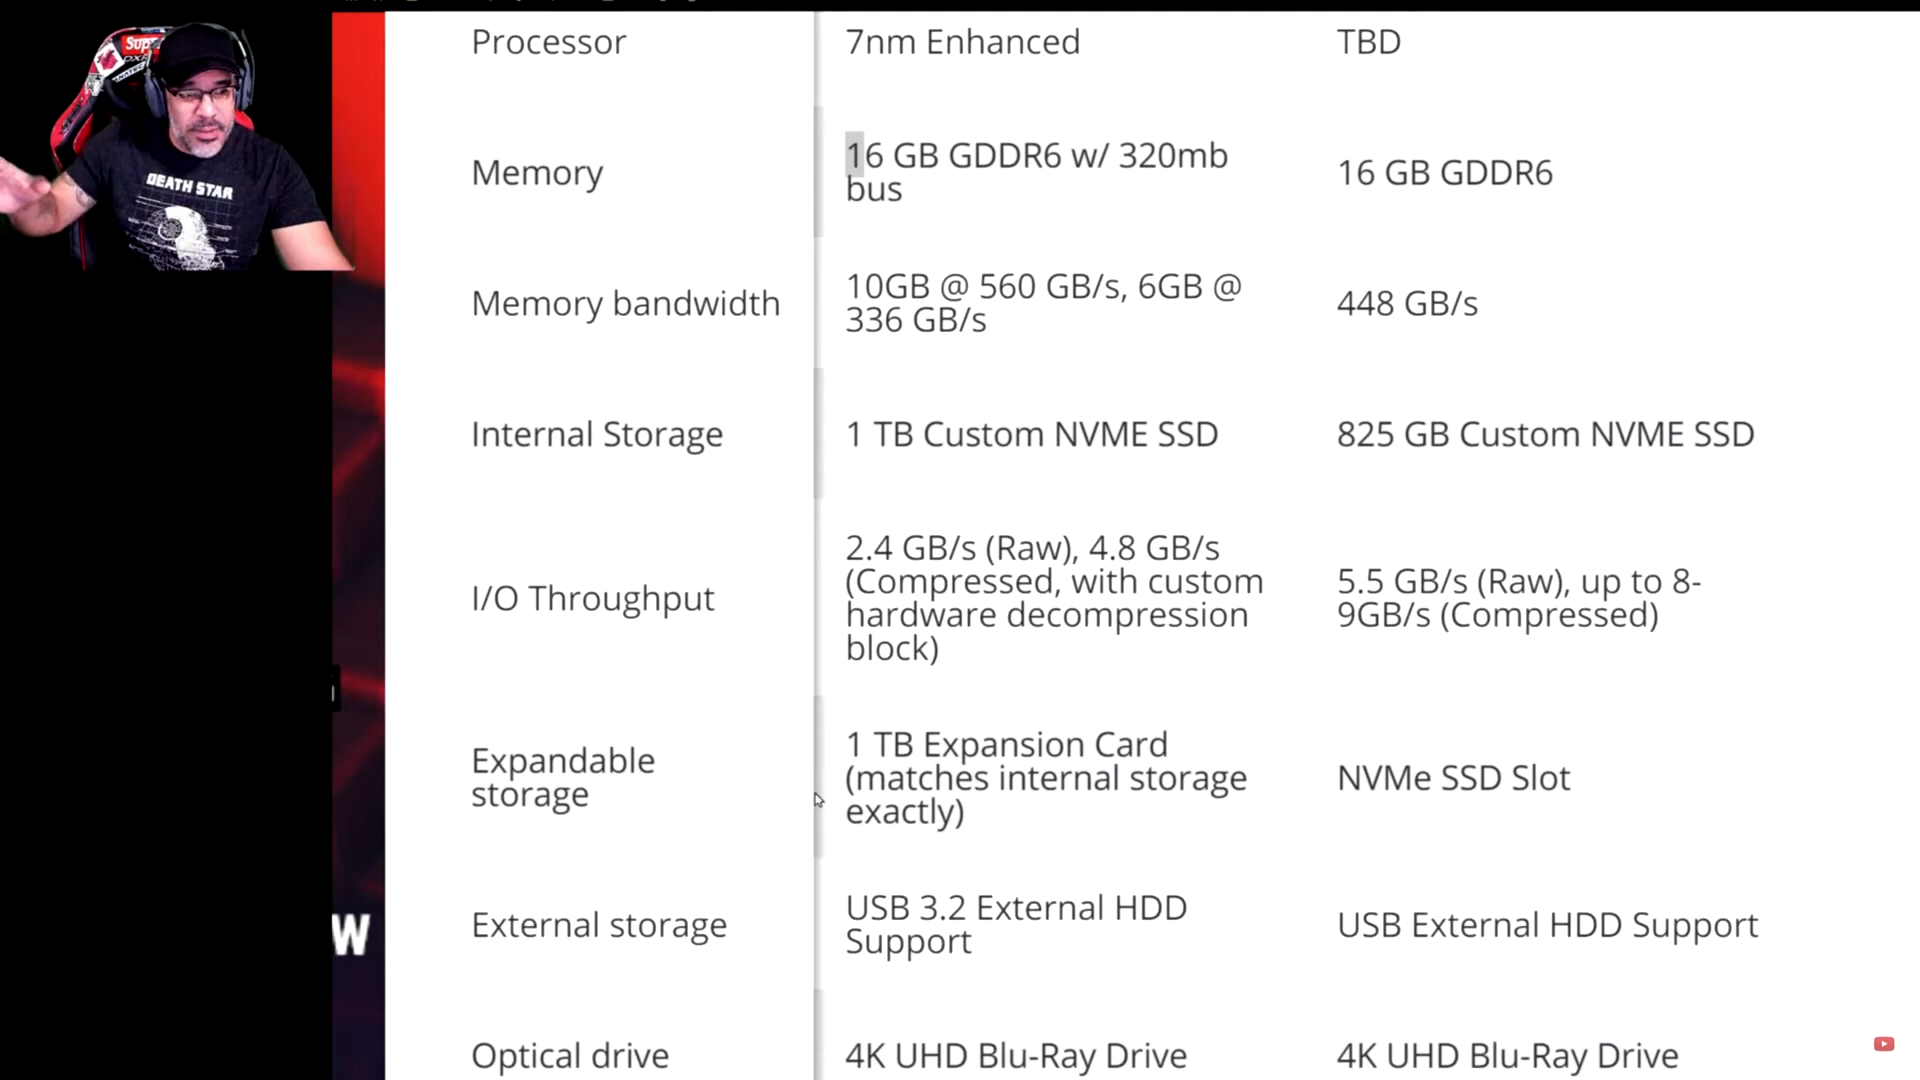 Processor
7nm Enhanced
TBD
Memory
16 GB GDDR6 w/ 320mb
bus
16 GB GDDR6
Memory bandwidth
10GB @ 560 GB/s, 6GB @
336 GB/s
448 GB/s
Internal Storage
1 TB Custom NVME SSD
825 GB Custom NVME SSD
I/O Throughput
2.4 GB/s (Raw), 4.8 GB/s
(Compressed, with custom
hardware decompression
block)
5.5 GB/s (Raw), up to 8-
9GB/s (Compressed)
Expandable
storage
1 TB Expansion Card
(matches internal storage
exactly)
NVMe SSD Slot
External storage
USB 3.2 External HDD
Support
USB External HDD Support
Optical drive
4K UHD Blu-Ray Drive
4K UHD Blu-Ray Drive
DEATH STAR
W